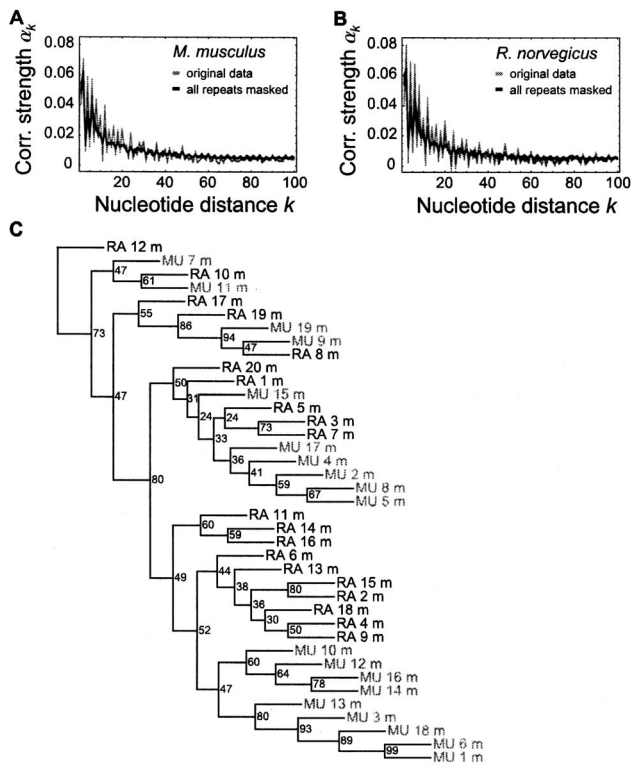 A
B
0.08
0.06
0.04
0.02
0
Corr. strength αk
M. musculus
original data
all repeats masked
20 40 60 80 100
Nucleotide distance k
0.08
0.06
0.04
0.02
0
Corr. strength αk
R. norvegicus
original data
all repeats masked
20 40 60 80 100
Nucleotide distance k
C
RA 12 m
MU 7 m
47
RA 10 m
61
MU 11 m
RA 17 m
55
RA 19 m
86
MU 19 m
73
94
MU 9 m
47
RA 8 m
RA 20 m
50
RA 1 m
47
31
MU 15 m
RA 5 m
24
24
RA 3 m
73
RA 7 m
33
MU 17 m
36
MU 4 m
41
MU 2 m
80
59
MU 8 m
67
MU 5 m
RA 11 m
60
RA 14 m
59
RA 16 m
RA 6 m
44
RA 13 m
49
38
RA 15 m
80
RA 2 m
36
RA 18 m
30
RA 4 m
50
RA 9 m
52
MU 10 m
60
MU 12 m
64
MU 16 m
78
MU 14 m
47
MU 13 m
80
MU 3 m
93
MU 18 m
89
MU 6 m
99
MU 1 m